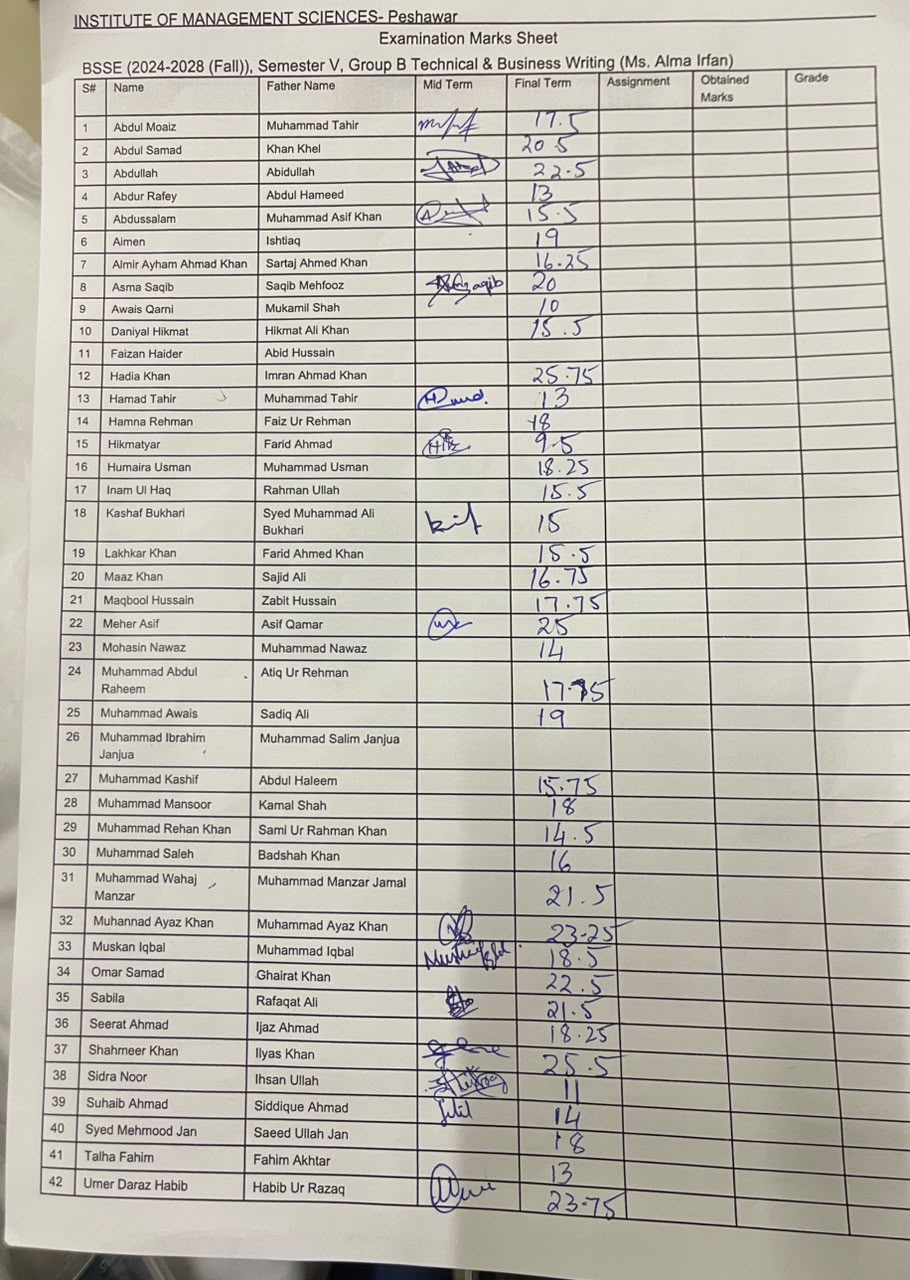 INSTITUTE OF MANAGEMENT SCIENCES- Peshawar
Examination Marks Sheet
BSSE (2024-2028 (Fall)), Semester V, Group B Technical & Business Writing (Ms. Alma Irfan)
S# Name Father Name Mid Term Final Term Assignment Obtained Marks Grade
1 Abdul Moaiz Muhammad Tahir 17.5
2 Abdul Samad Khan Khel 20.5
3 Abdullah Abidullah 22.5
4 Abdur Rafey Abdul Hameed 13
5 Abdussalam Muhammad Asif Khan 15.5
6 Aimen Ishtiaq 19
7 Almir Ayham Ahmad Khan Sartaj Ahmed Khan 16.25
8 Asma Saqib Saqib Mehfooz 20
9 Awais Qarni Mukamil Shah 10
10 Daniyal Hikmat Hikmat Ali Khan 15.5
11 Faizan Haider Abid Hussain
12 Hadia Khan Imran Ahmad Khan 25.75
13 Hamad Tahir Muhammad Tahir 13
14 Hamna Rehman Faiz Ur Rehman 18
15 Hikmatyar Farid Ahmad 9.5
16 Humaira Usman Muhammad Usman 18.25
17 Inam Ul Haq Rahman Ullah 15.5
18 Kashaf Bukhari Syed Muhammad Ali Bukhari 15
19 Lakhkar Khan Farid Ahmed Khan 15.5
20 Maaz Khan Sajid Ali 16.75
21 Maqbool Hussain Zabit Hussain 17.75
22 Meher Asif Asif Qamar 25
23 Mohasin Nawaz Muhammad Nawaz 14
24 Muhammad Abdul Raheem Atiq Ur Rehman 17.75
25 Muhammad Awais Sadiq Ali 19
26 Muhammad Ibrahim Janjua Muhammad Salim Janjua
27 Muhammad Kashif Abdul Haleem 15.75
28 Muhammad Mansoor Kamal Shah 18
29 Muhammad Rehan Khan Sami Ur Rahman Khan 14.5
30 Muhammad Saleh Badshah Khan 16
31 Muhammad Wahaj Manzar Muhammad Manzar Jamal 21.5
32 Muhannad Ayaz Khan Muhammad Ayaz Khan 23.25
33 Muskan Iqbal Muhammad Iqbal 18.5
34 Omar Samad Ghairat Khan 22.5
35 Sabila Rafaqat Ali 21.5
36 Seerat Ahmad Ijaz Ahmad 18.25
37 Shahmeer Khan Ilyas Khan 25.5
38 Sidra Noor Ihsan Ullah 11
39 Suhaib Ahmad Siddique Ahmad 14
40 Syed Mehmood Jan Saeed Ullah Jan 18
41 Talha Fahim Fahim Akhtar 13
42 Umer Daraz Habib Habib Ur Razaq 23.75